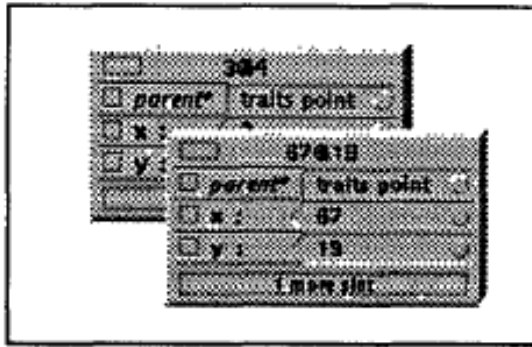 3@4
parent* traits point
x :
y :
67@19
parent* traits point
x : 67
y : 19
1 more slot